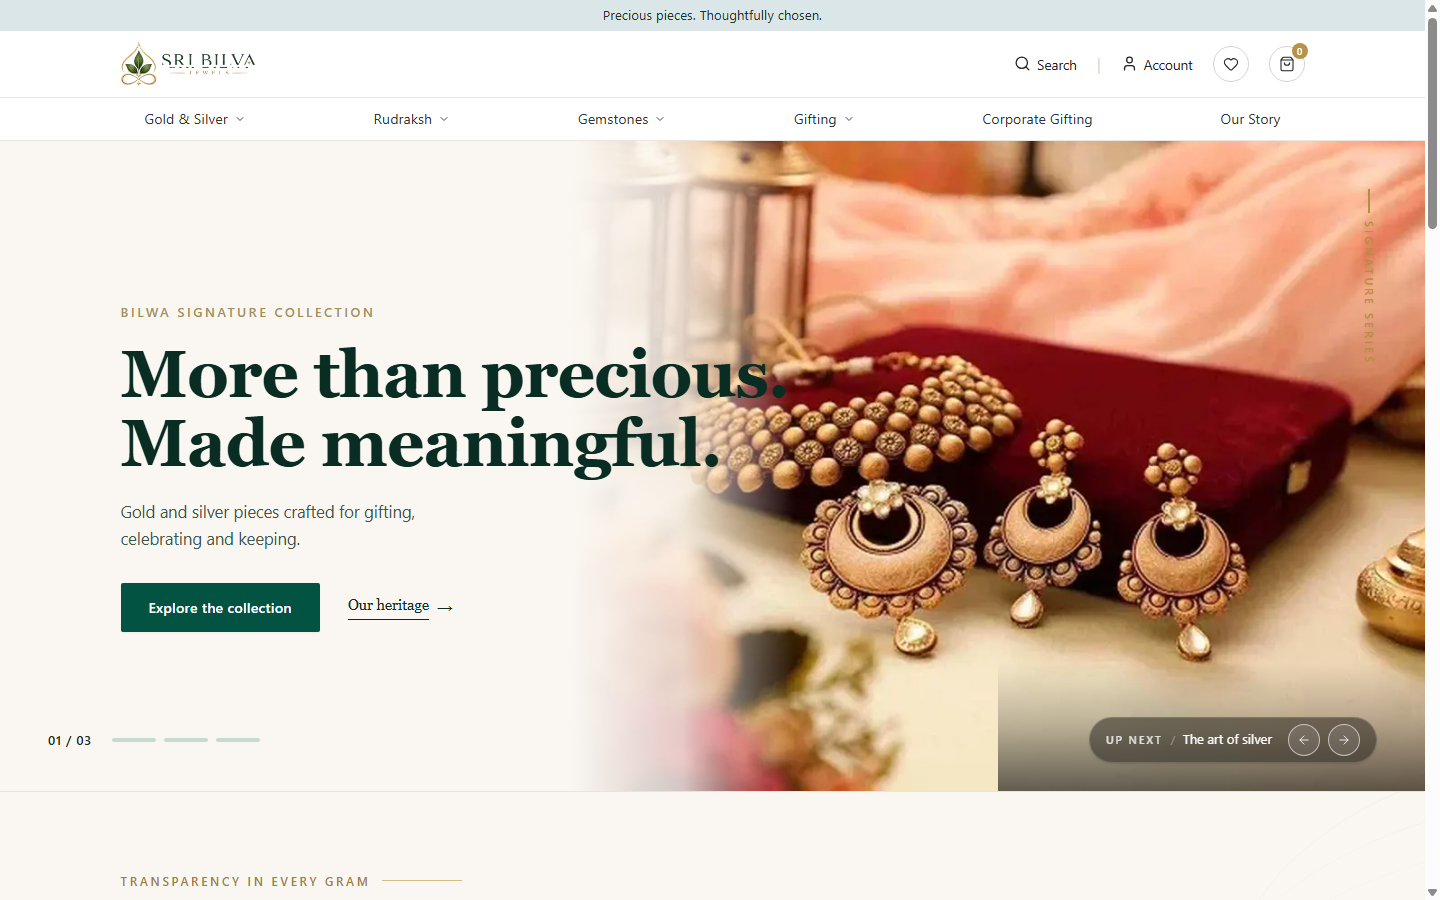 Precious pieces. Thoughtfully chosen.
SRI BILVA
JEWELS
Search
Account
0
Gold & Silver
Rudraksh
Gemstones
Gifting
Corporate Gifting
Our Story
SIGNATURE SERIES
BILWA SIGNATURE COLLECTION
More than precious.
Made meaningful.
Gold and silver pieces crafted for gifting,
celebrating and keeping.
Explore the collection
Our heritage →
01 / 03
UP NEXT / The art of silver
TRANSPARENCY IN EVERY GRAM